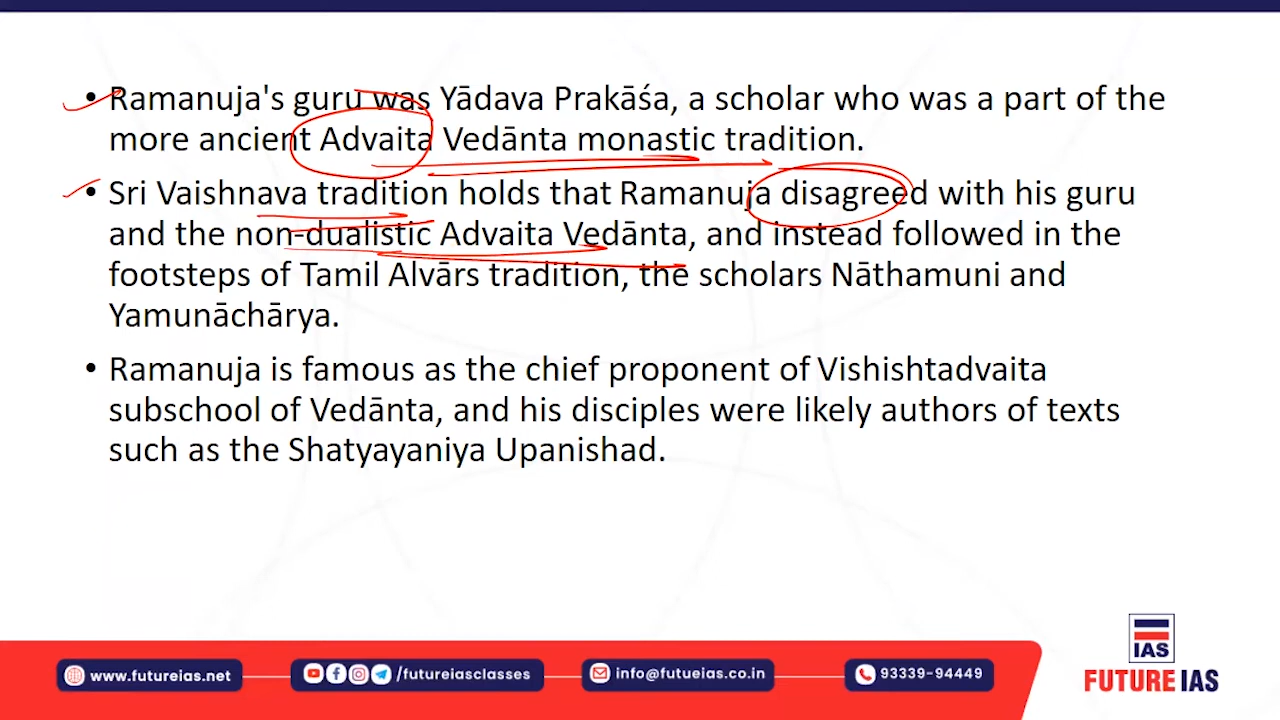 • Ramanuja's guru was Yādava Prakāśa, a scholar who was a part of the
more ancient Advaita Vedānta monastic tradition.
• Sri Vaishnava tradition holds that Ramanuja disagreed with his guru
and the non-dualistic Advaita Vedānta, and instead followed in the
footsteps of Tamil Alvārs tradition, the scholars Nāthamuni and
Yamunāchārya.
• Ramanuja is famous as the chief proponent of Vishishtadvaita
subschool of Vedānta, and his disciples were likely authors of texts
such as the Shatyayaniya Upanishad.
IAS
FUTURE IAS
www.futureias.net
/futureiasclasses
info@futueias.co.in
93339-94449